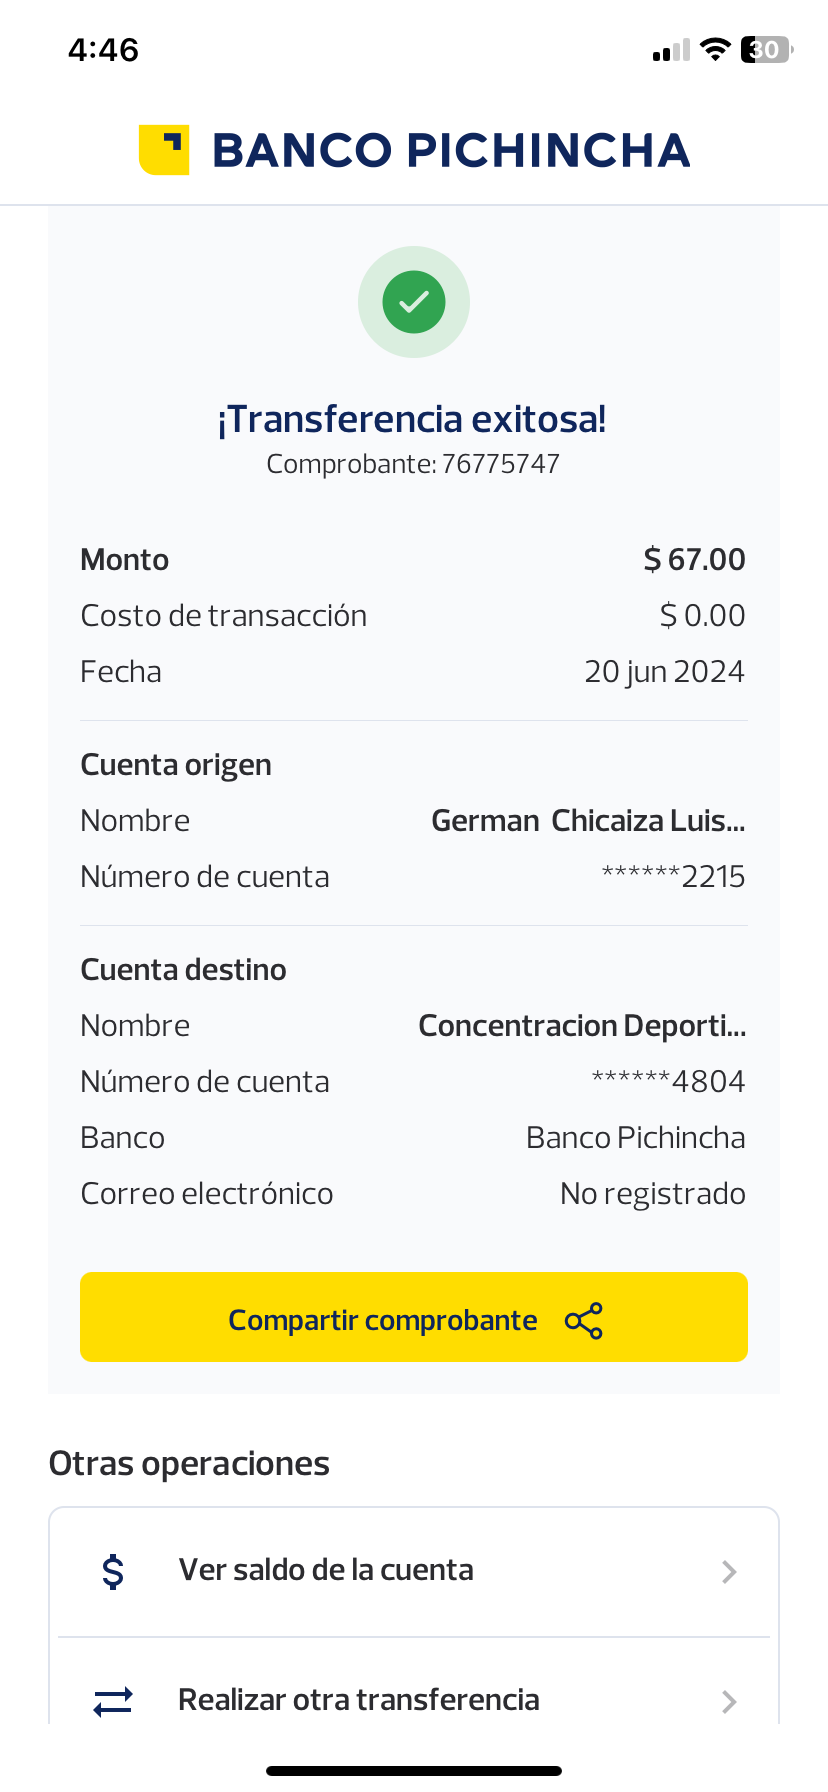 4:46
30
BANCO PICHINCHA
¡Transferencia exitosa!
Comprobante: 76775747
Monto $ 67.00
Costo de transacción $ 0.00
Fecha 20 jun 2024
Cuenta origen
Nombre German  Chicaiza Luis...
Número de cuenta ******2215
Cuenta destino
Nombre Concentracion Deporti...
Número de cuenta ******4804
Banco Banco Pichincha
Correo electrónico No registrado
Compartir comprobante
Otras operaciones
$ Ver saldo de la cuenta
Realizar otra transferencia